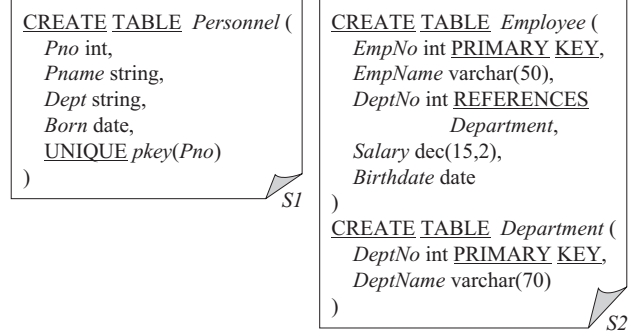 CREATE TABLE Personnel (
Pno int,
Pname string,
Dept string,
Born date,
UNIQUE pkey(Pno)
)
S1
CREATE TABLE Employee (
EmpNo int PRIMARY KEY,
EmpName varchar(50),
DeptNo int REFERENCES
Department,
Salary dec(15,2),
Birthdate date
)
CREATE TABLE Department (
DeptNo int PRIMARY KEY,
DeptName varchar(70)
)
S2